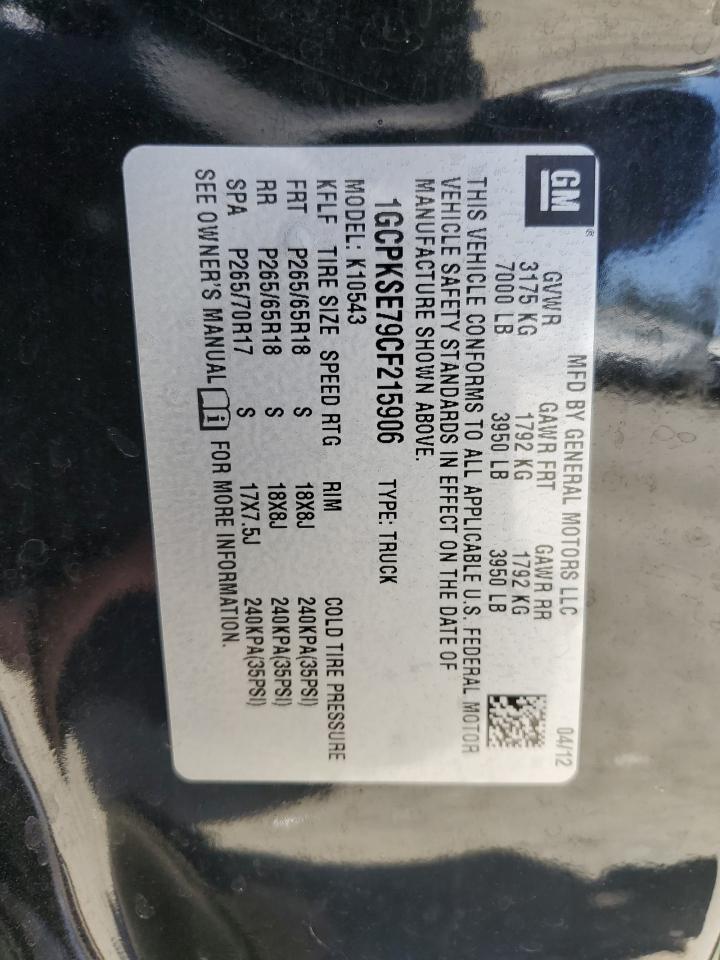 GM®
MFD BY GENERAL MOTORS LLC 04/12
GVWR GAWR FRT GAWR RR
3175 KG 1792 KG 1792 KG
7000 LB 3950 LB 3950 LB
THIS VEHICLE CONFORMS TO ALL APPLICABLE U.S. FEDERAL MOTOR
VEHICLE SAFETY STANDARDS IN EFFECT ON THE DATE OF
MANUFACTURE SHOWN ABOVE.
1GCPKSE79CF215906 TYPE: TRUCK
MODEL: K10543
KFLF TIRE SIZE SPEED RTG RIM COLD TIRE PRESSURE
FRT P265/65R18 S 18X8J 240KPA(35PSI)
RR P265/65R18 S 18X8J 240KPA(35PSI)
SPA P265/70R17 S 17X7.5J 240KPA(35PSI)
SEE OWNER'S MANUAL i FOR MORE INFORMATION.